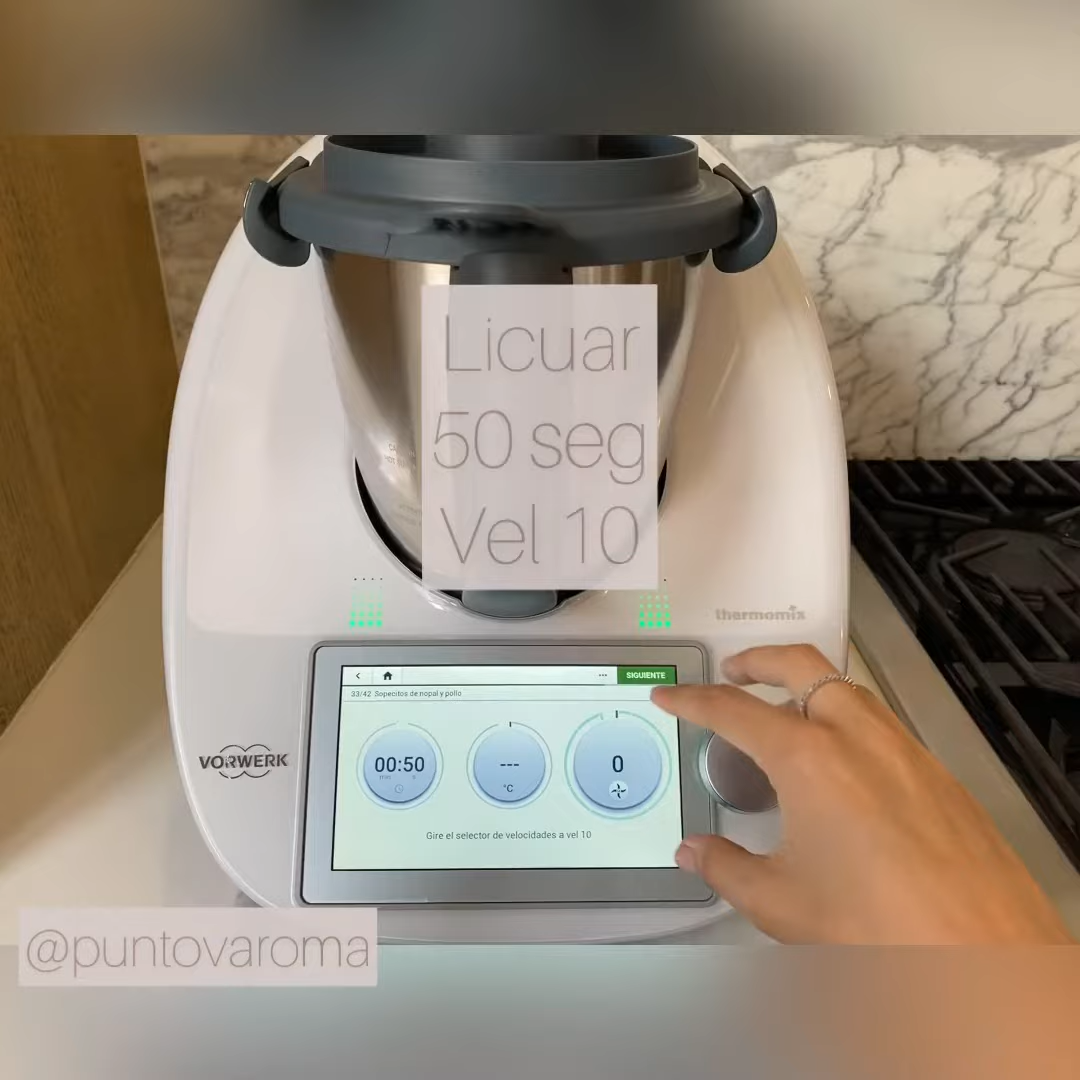 Licuar
50 seg
Vel 10
thermomix
SIGUIENTE
33/42 Sopecitos de nopal y pollo
00:50
min s
---
°C
0
Gire el selector de velocidades a vel 10
VORWERK
@puntovaroma